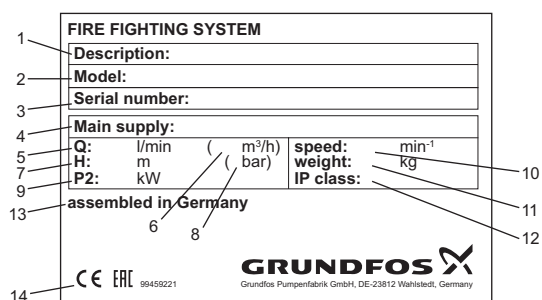 FIRE FIGHTING SYSTEM
1
Description:
2
Model:
3
Serial number:
4
Main supply:
5
Q: l/min ( m³/h) speed: min⁻¹
7
H: m ( bar) weight: kg
10
9
P2: kW IP class:
11
13
assembled in Germany
6
8
12
CE EAC 99459221
GRUNDFOS
Grundfos Pumpenfabrik GmbH, DE-23812 Wahlstedt, Germany
14